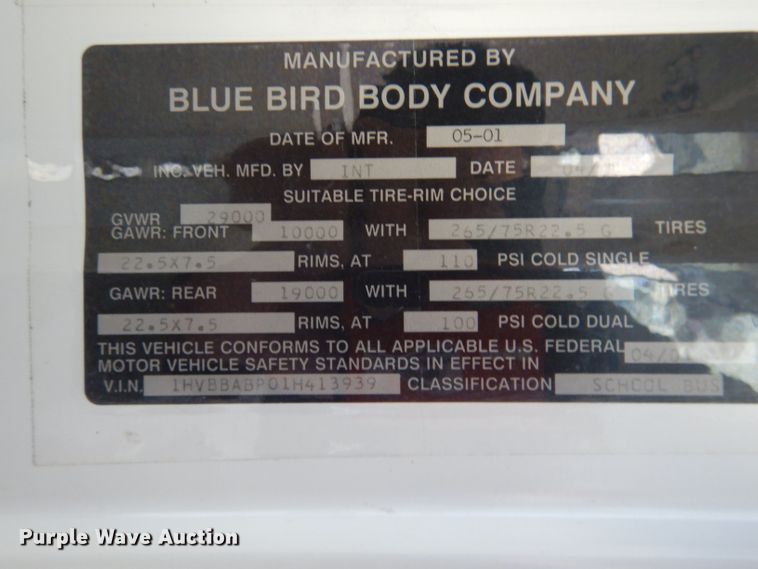 MANUFACTURED BY
BLUE BIRD BODY COMPANY
DATE OF MFR. 05-01
INC. VEH. MFD. BY INT DATE 04/
SUITABLE TIRE-RIM CHOICE
GVWR 29000
GAWR: FRONT 10000 WITH 265/75R22.5 G TIRES
22.5X7.5 RIMS, AT 110 PSI COLD SINGLE
GAWR: REAR 19000 WITH 265/75R22.5 G TIRES
22.5X7.5 RIMS, AT 100 PSI COLD DUAL
THIS VEHICLE CONFORMS TO ALL APPLICABLE U.S. FEDERAL
MOTOR VEHICLE SAFETY STANDARDS IN EFFECT IN 04/01
V.I.N. 1HVBBABP01H413939 CLASSIFICATION SCHOOL BUS
Purple Wave Auction